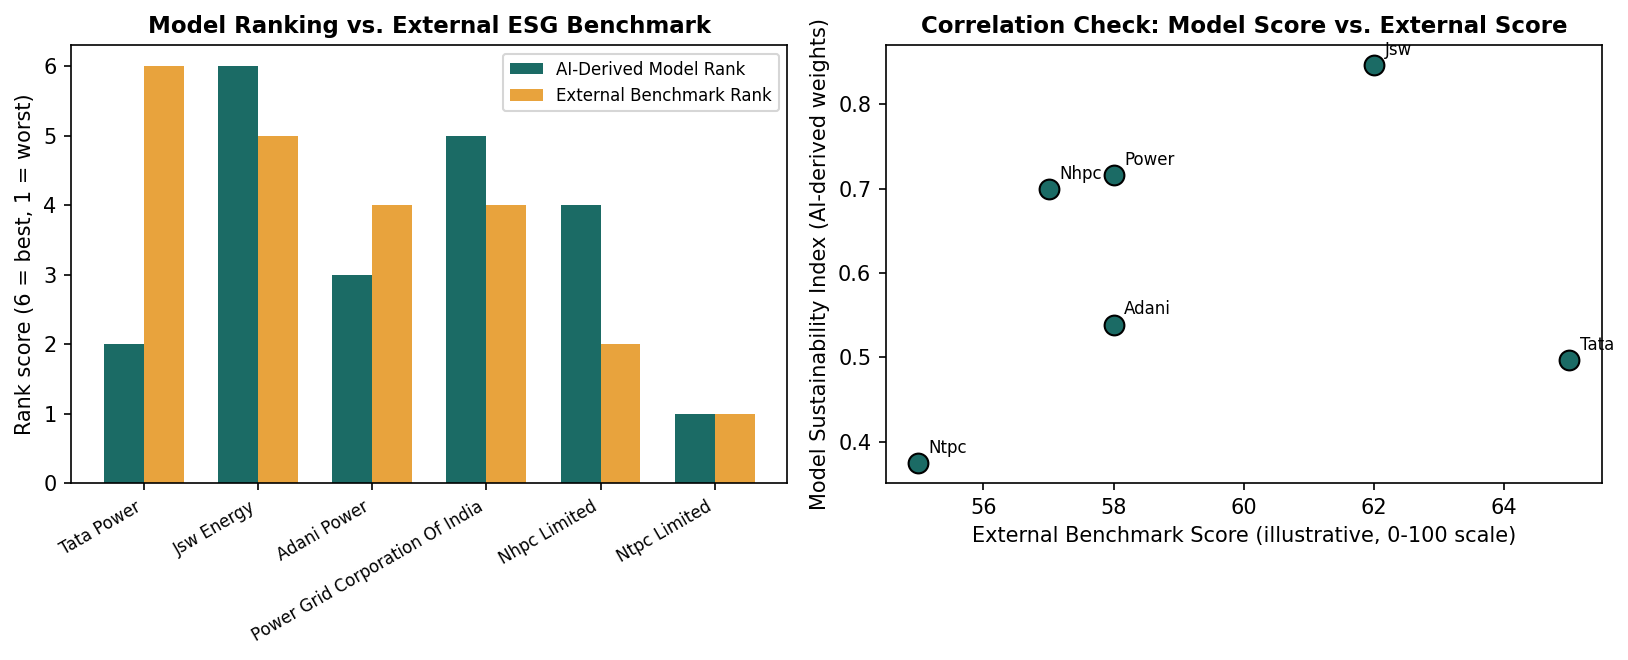 Model Ranking vs. External ESG Benchmark
Rank score (6 = best, 1 = worst)
6
5
4
3
2
1
0
AI-Derived Model Rank
External Benchmark Rank
Tata Power
Jsw Energy
Adani Power
Power Grid Corporation Of India
Nhpc Limited
Ntpc Limited
Correlation Check: Model Score vs. External Score
Model Sustainability Index (AI-derived weights)
0.8
0.7
0.6
0.5
0.4
Jsw
Power
Nhpc
Adani
Tata
Ntpc
56
58
60
62
64
External Benchmark Score (illustrative, 0-100 scale)